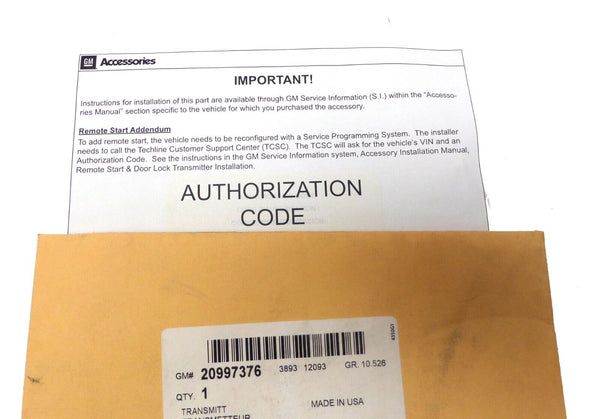 GM Accessories
IMPORTANT!
Instructions for installation of this part are available through GM Service Information (S.I.) within the "Accesso-
ries Manual" section specific to the vehicle for which you purchased the accessory.
Remote Start Addendum
To add remote start, the vehicle needs to be reconfigured with a Service Programming System. The installer
needs to call the Techline Customer Support Center (TCSC). The TCSC will ask for the vehicle's VIN and an
Authorization Code. See the instructions in the GM Service Information system, Accessory Installation Manual,
Remote Start & Door Lock Transmitter Installation.
AUTHORIZATION
CODE
GM# 20997376 3893 12093 GR. 10.526
QTY. 1
TRANSMITT MADE IN USA
TRANSMETTEUR